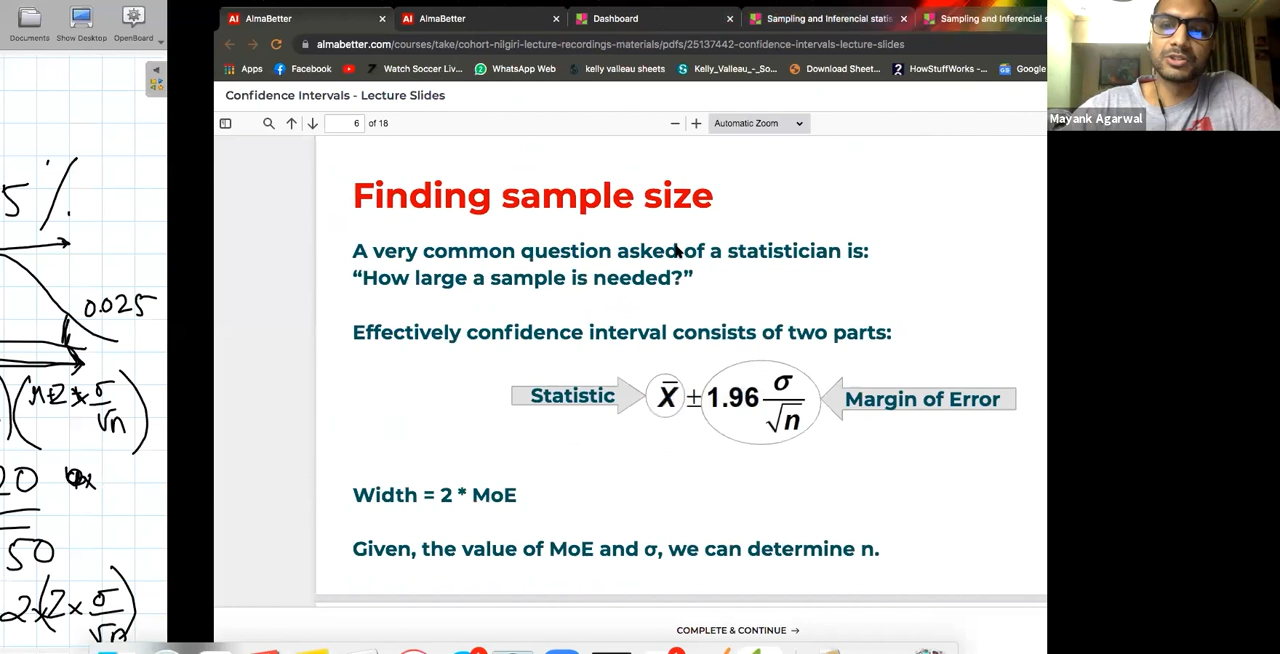 AlmaBetter
AlmaBetter
Dashboard
Sampling and Inferencial statis
Sampling and Inferencial s
Documents
Show Desktop
OpenBoard
almabetter.com/courses/take/cohort-nilgiri-lecture-recordings-materials/pdfs/25137442-confidence-intervals-lecture-slides
Apps
Facebook
Watch Soccer Liv...
WhatsApp Web
kelly valleau sheets
Kelly_Valleau_-_So...
Download Sheet...
HowStuffWorks -...
Google
Confidence Intervals - Lecture Slides
6 of 18
Automatic Zoom
Mayank Agarwal
5 %
0.025
Finding sample size
A very common question asked of a statistician is:
“How large a sample is needed?”
Effectively confidence interval consists of two parts:
Statistic
X̄ ± 1.96 σ/√n
Margin of Error
Width = 2 * MoE
Given, the value of MoE and σ, we can determine n.
20
50
2 * (Z × σ/√n)
COMPLETE & CONTINUE →